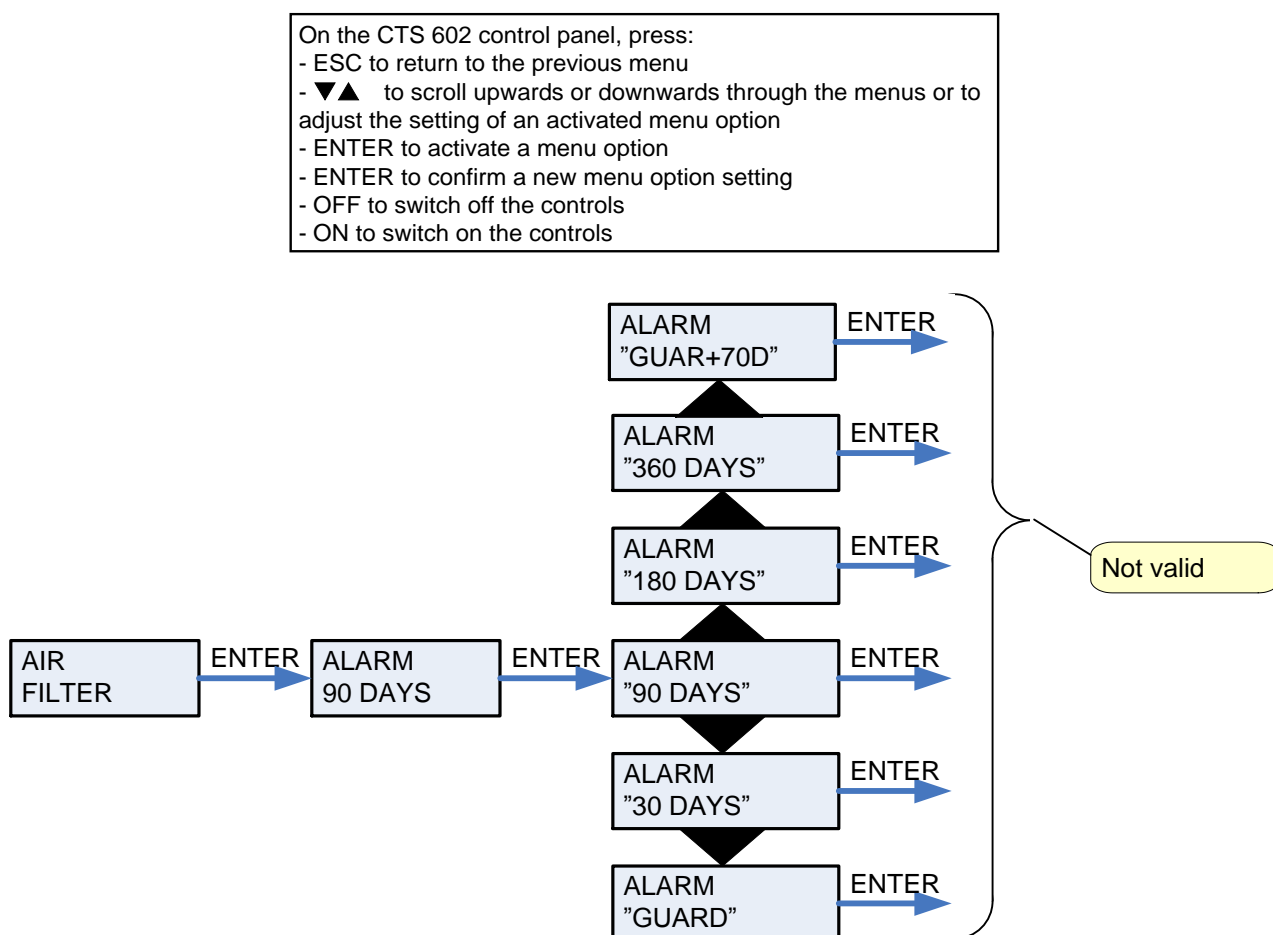 On the CTS 602 control panel, press:
- ESC to return to the previous menu
- ▼▲ to scroll upwards or downwards through the menus or to
adjust the setting of an activated menu option
- ENTER to activate a menu option
- ENTER to confirm a new menu option setting
- OFF to switch off the controls
- ON to switch on the controls
ALARM
”GUAR+70D”
ENTER
ALARM
”360 DAYS”
ENTER
ALARM
”180 DAYS”
ENTER
Not valid
AIR
FILTER
ENTER
ALARM
90 DAYS
ENTER
ALARM
”90 DAYS”
ENTER
ALARM
”30 DAYS”
ENTER
ALARM
”GUARD”
ENTER